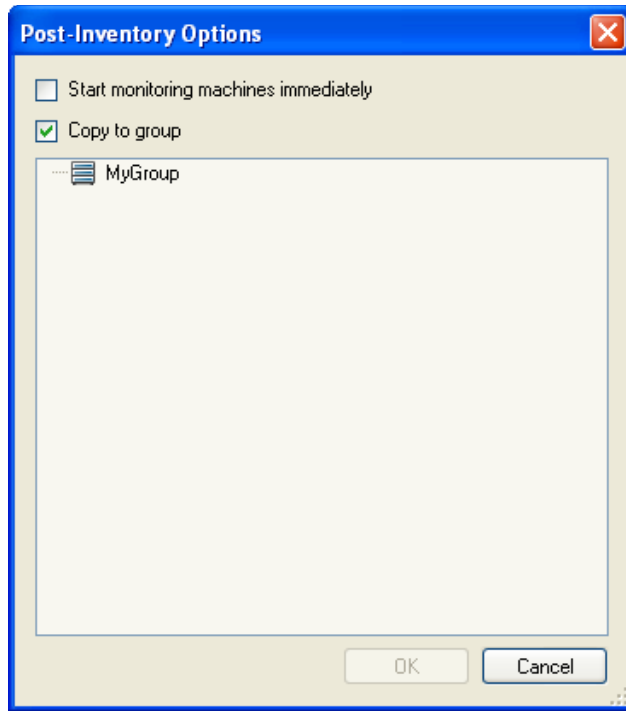 Post-Inventory Options
Start monitoring machines immediately
Copy to group
MyGroup
OK
Cancel